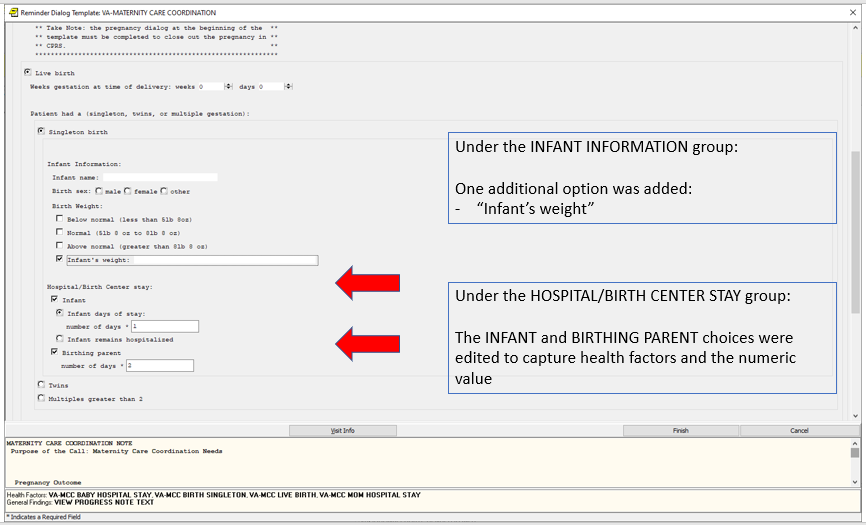 Reminder Dialog Template: VA-MATERNITY CARE COORDINATION
** Take Note: the pregnancy dialog at the beginning of the **
** template must be completed to close out the pregnancy in **
** CPRS. **
************************************************************
Live birth
Weeks gestation at time of delivery: weeks 0 days 0
Patient had a (singleton, twins, or multiple gestation):
Singleton birth
Infant Information:
Infant name:
Birth sex: male female other
Birth Weight:
Below normal (less than 5lb 8oz)
Normal (5lb 8 oz to 8lb 8 oz)
Above normal (greater than 8lb 8 oz)
Infant's weight:
Hospital/Birth Center stay:
Infant
Infant days of stay:
number of days * 1
Infant remains hospitalized
Birthing parent
number of days * 2
Twins
Multiples greater than 2
Under the INFANT INFORMATION group:
One additional option was added:
- “Infant’s weight”
Under the HOSPITAL/BIRTH CENTER STAY group:
The INFANT and BIRTHING PARENT choices were
edited to capture health factors and the numeric
value
Visit Info Finish Cancel
MATERNITY CARE COORDINATION NOTE
Purpose of the Call: Maternity Care Coordination Needs
Pregnancy Outcome
Health Factors: VA-MCC BABY HOSPITAL STAY, VA-MCC BIRTH SINGLETON, VA-MCC LIVE BIRTH, VA-MCC MOM HOSPITAL STAY
General Findings: VIEW PROGRESS NOTE TEXT
* Indicates a Required Field